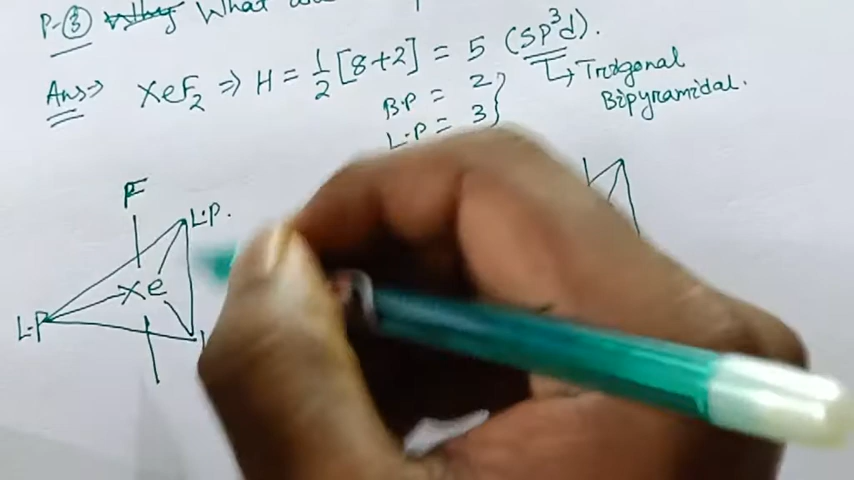 P-③ What
Ans⇒ XeF₂ ⇒ H = 1/2 [8+2] = 5 (SP³d).
↳ Trigonal
Bipyramidal.
B.P = 2
L.P = 3
F
L.P.
Xe
L.P